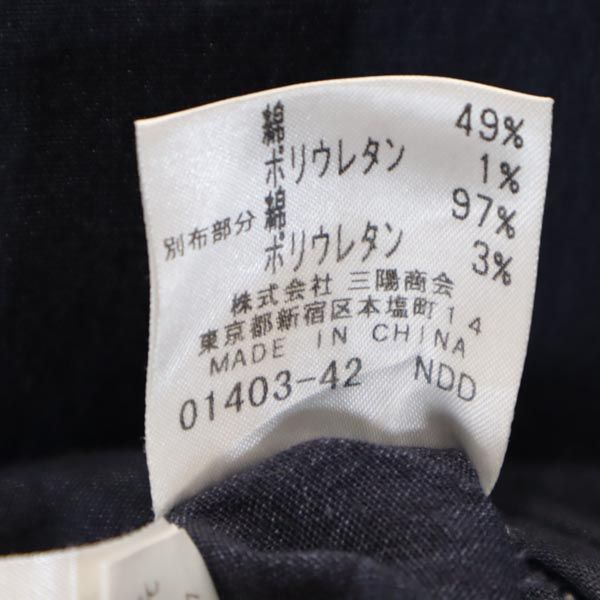 綿 49%
ポリウレタン 1%
別布部分 綿 97%
ポリウレタン 3%
株式会社 三陽商会
東京都新宿区本塩町14
MADE IN CHINA
01403-42 NDD